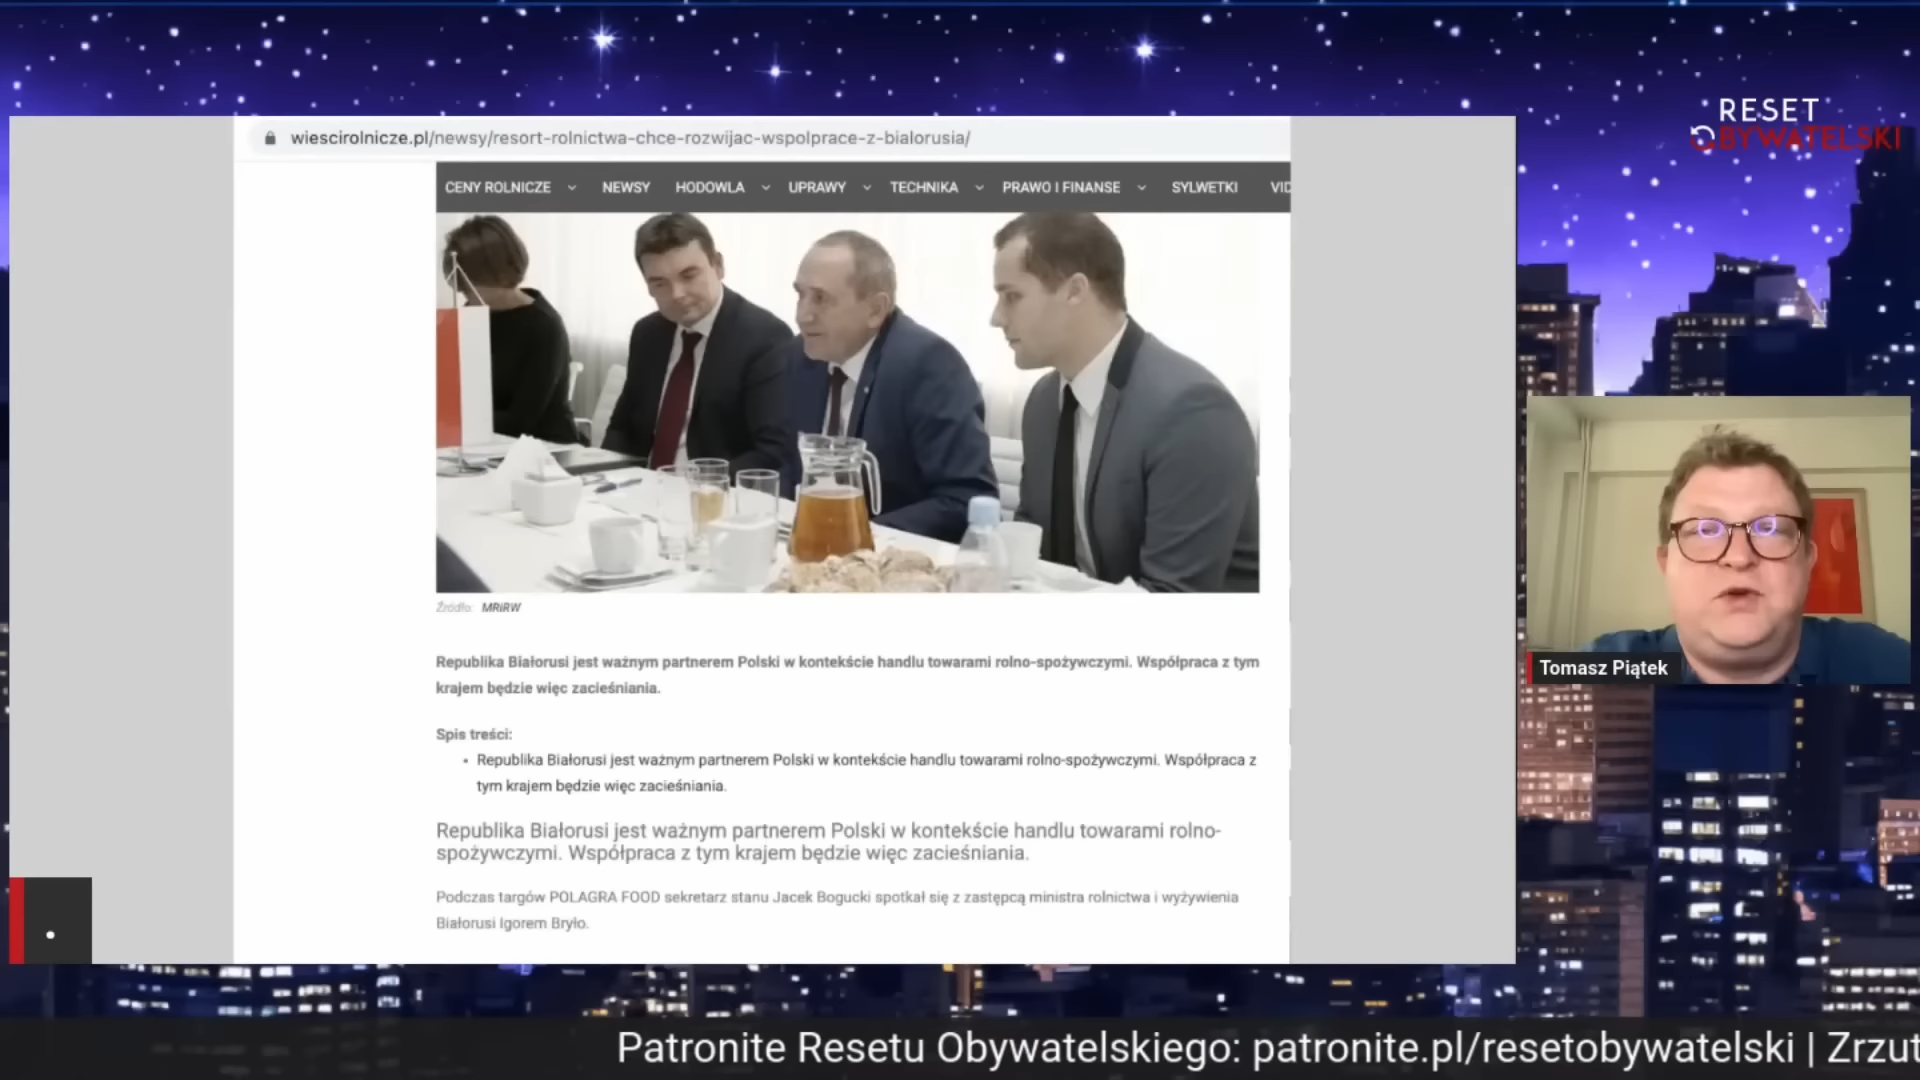 RESET
OBYWATELSKI
wiescirolnicze.pl/newsy/resort-rolnictwa-chce-rozwijac-wspolprace-z-bialorusia/
CENY ROLNICZE NEWSY HODOWLA UPRAWY TECHNIKA PRAWO I FINANSE SYLWETKI VID
Źródło: MRiRW
Republika Białorusi jest ważnym partnerem Polski w kontekście handlu towarami rolno-spożywczymi. Współpraca z tym
krajem będzie więc zacieśniania.
Spis treści:
• Republika Białorusi jest ważnym partnerem Polski w kontekście handlu towarami rolno-spożywczymi. Współpraca z
tym krajem będzie więc zacieśniania.
Republika Białorusi jest ważnym partnerem Polski w kontekście handlu towarami rolno-
spożywczymi. Współpraca z tym krajem będzie więc zacieśniania.
Podczas targów POLAGRA FOOD sekretarz stanu Jacek Bogucki spotkał się z zastępcą ministra rolnictwa i wyżywienia
Białorusi Igorem Bryło.
Tomasz Piątek
.
Patronite Resetu Obywatelskiego: patronite.pl/resetobywatelski | Zrzut